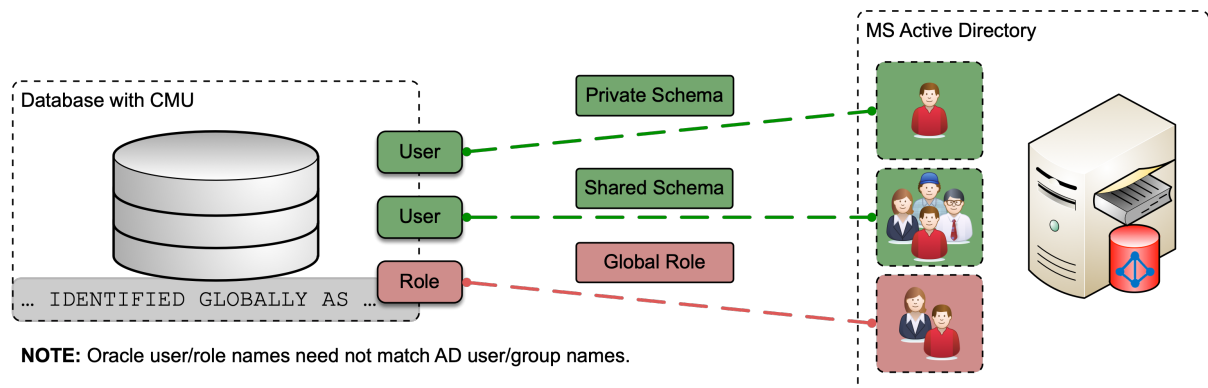 MS Active Directory
Database with CMU
Private Schema
User
Shared Schema
User
Global Role
Role
... IDENTIFIED GLOBALLY AS ...
NOTE: Oracle user/role names need not match AD user/group names.